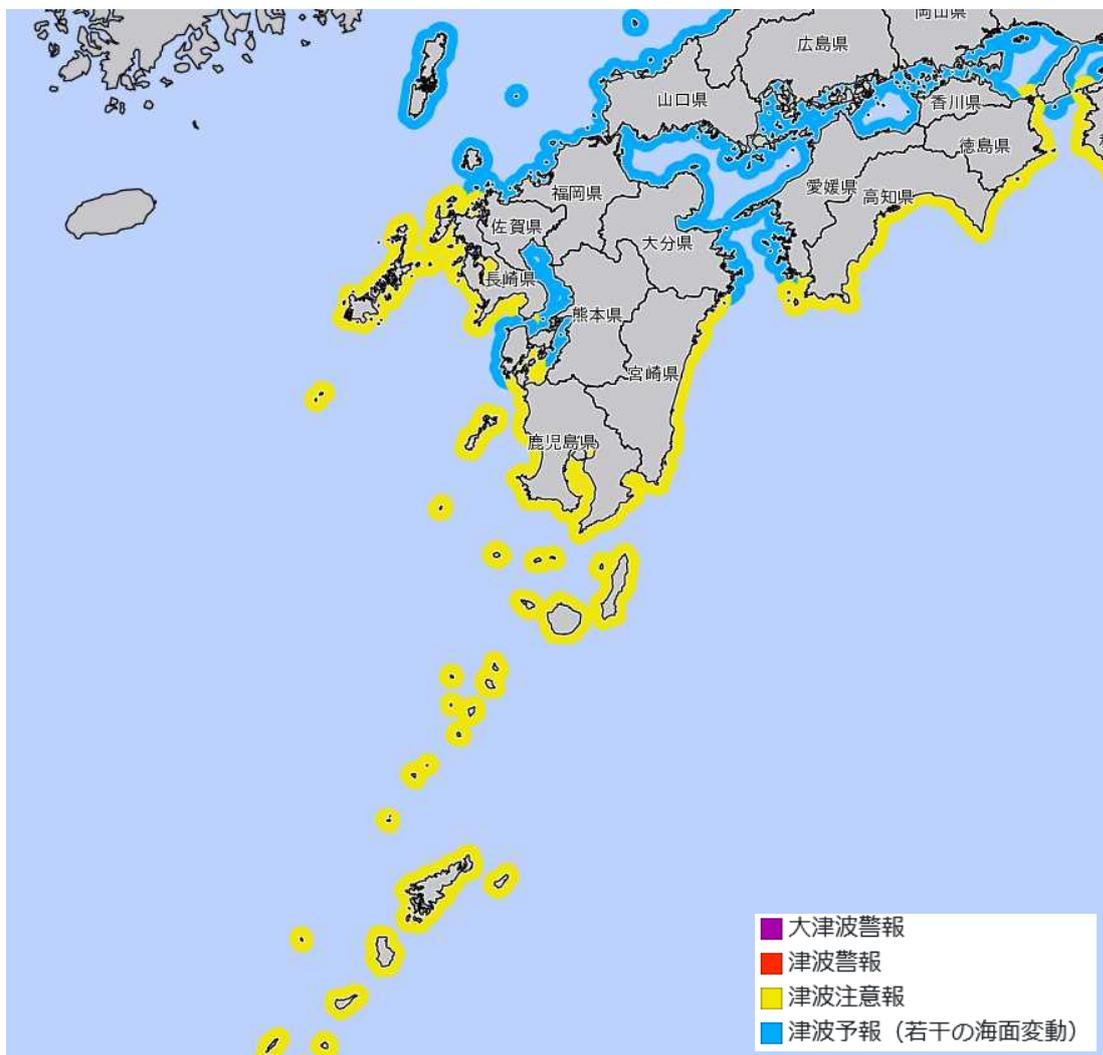 岡山県
広島県
山口県
香川県
徳島県
愛媛県
高知県
福岡県
佐賀県
大分県
長崎県
熊本県
宮崎県
鹿児島県
大津波警報
津波警報
津波注意報
津波予報（若干の海面変動）